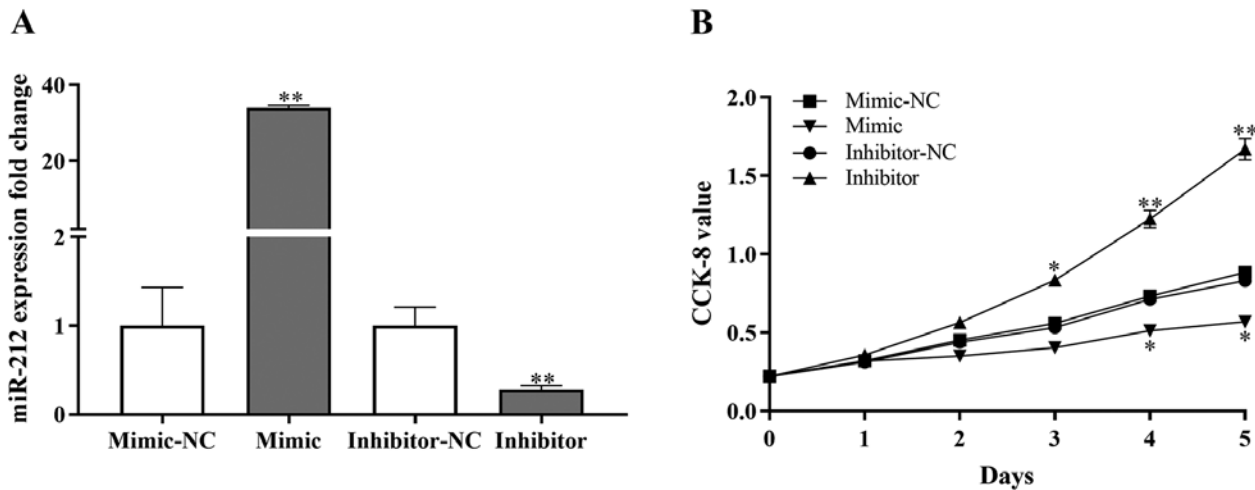 A
miR-212 expression fold change
40
20
2
1
0
**
**
Mimic-NC
Mimic
Inhibitor-NC
Inhibitor
B
CCK-8 value
2.0
1.5
1.0
0.5
0.0
Mimic-NC
Mimic
Inhibitor-NC
Inhibitor
*
**
**
*
*
0
1
2
3
4
5
Days